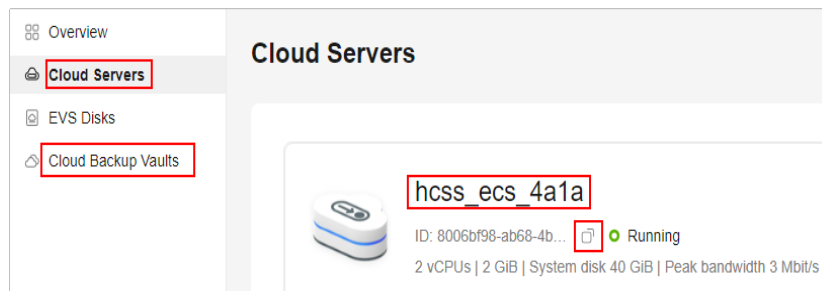 Overview
Cloud Servers
EVS Disks
Cloud Backup Vaults
Cloud Servers
hcss_ecs_4a1a
ID: 8006bf98-ab68-4b... Running
2 vCPUs | 2 GiB | System disk 40 GiB | Peak bandwidth 3 Mbit/s